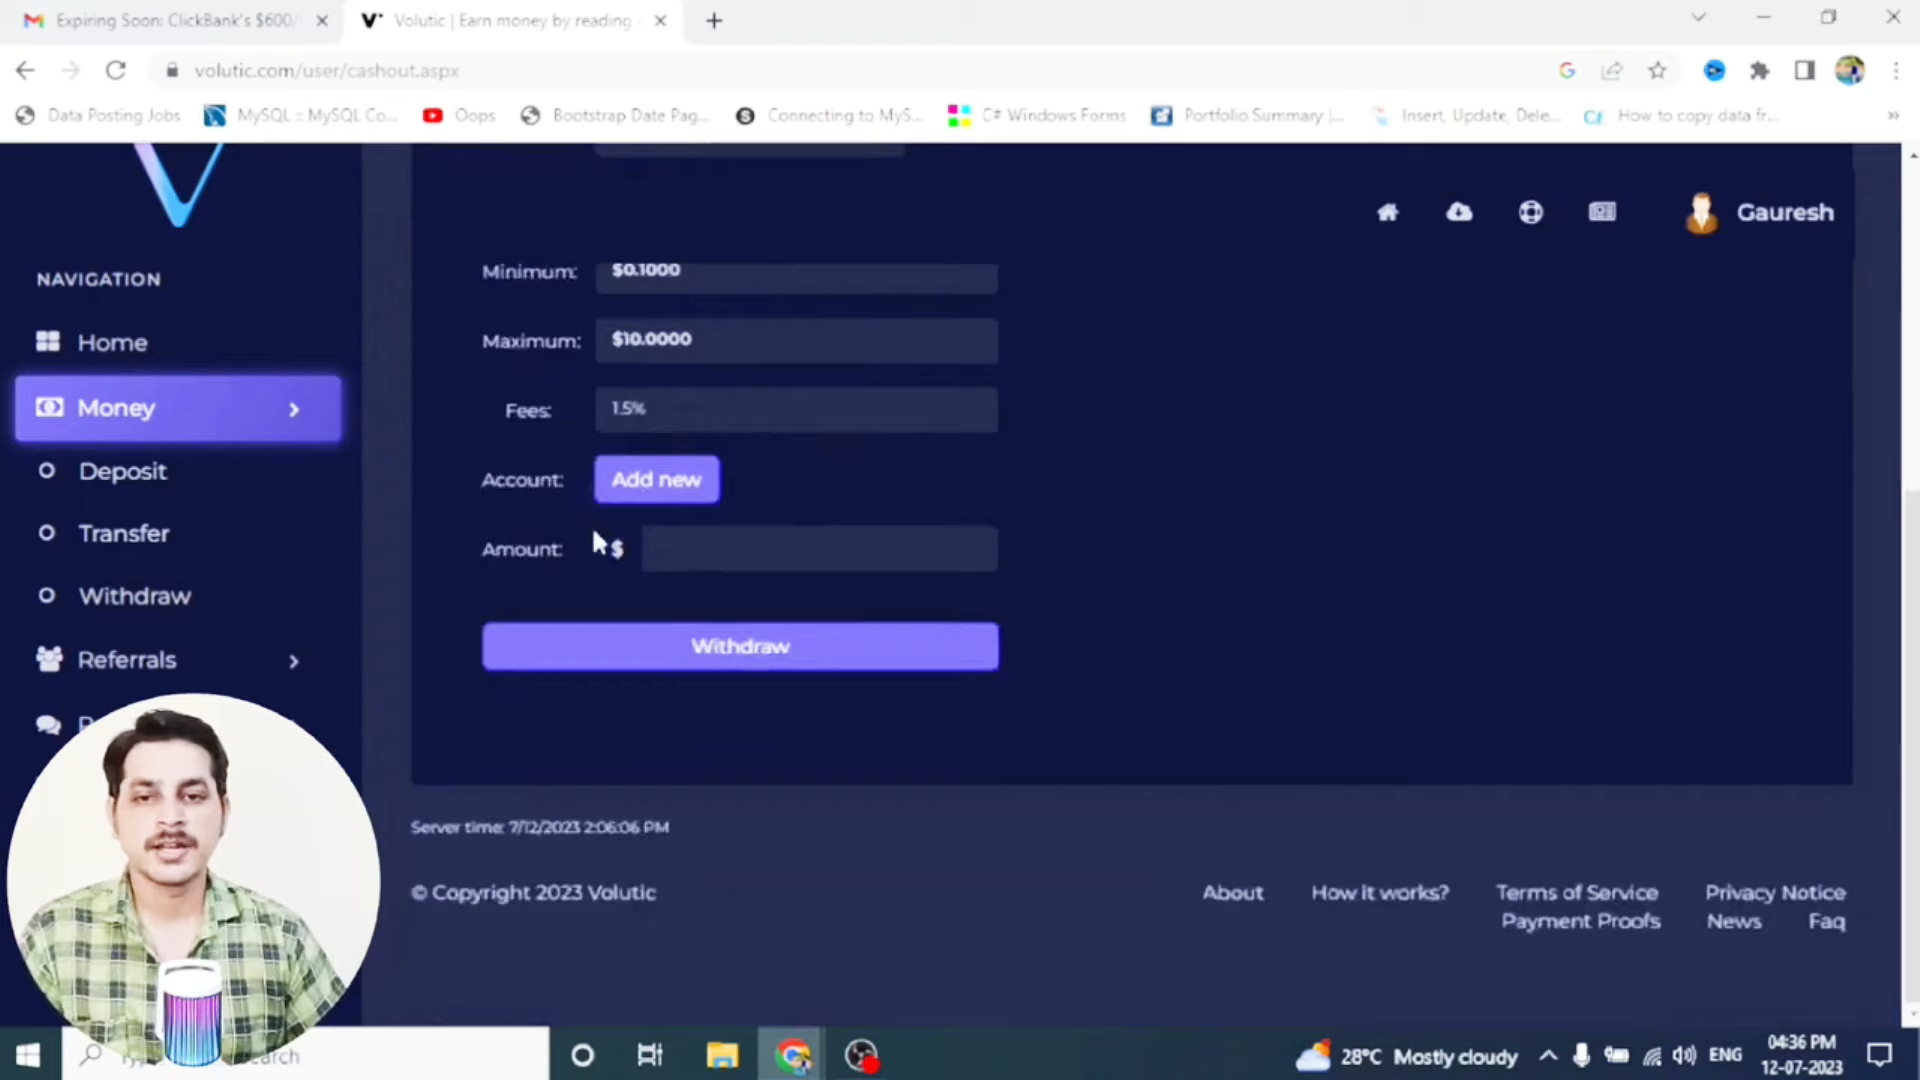 Expiring Soon: ClickBank's $600/
Volutic | Earn money by reading
volutic.com/user/cashout.aspx
Data Posting Jobs
MySQL :: MySQL Co...
Oops
Bootstrap Date Pag...
Connecting to MyS...
C# Windows Forms
Portfolio Summary |...
Insert, Update, Dele...
How to copy data fr...
Gauresh
NAVIGATION
Home
Money
Deposit
Transfer
Withdraw
Referrals
Minimum: $0.1000
Maximum: $10.0000
Fees: 1.5%
Account: Add new
Amount: $
Withdraw
Server time: 7/12/2023 2:06:06 PM
© Copyright 2023 Volutic
About How it works? Terms of Service Privacy Notice
Payment Proofs News Faq
28°C Mostly cloudy
ENG
04:36 PM
12-07-2023